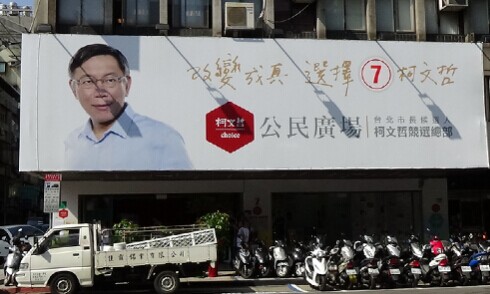 改變成真 選擇 7 柯文哲
柯文哲
choice
公民廣場
台北市長候選人
柯文哲競選總部